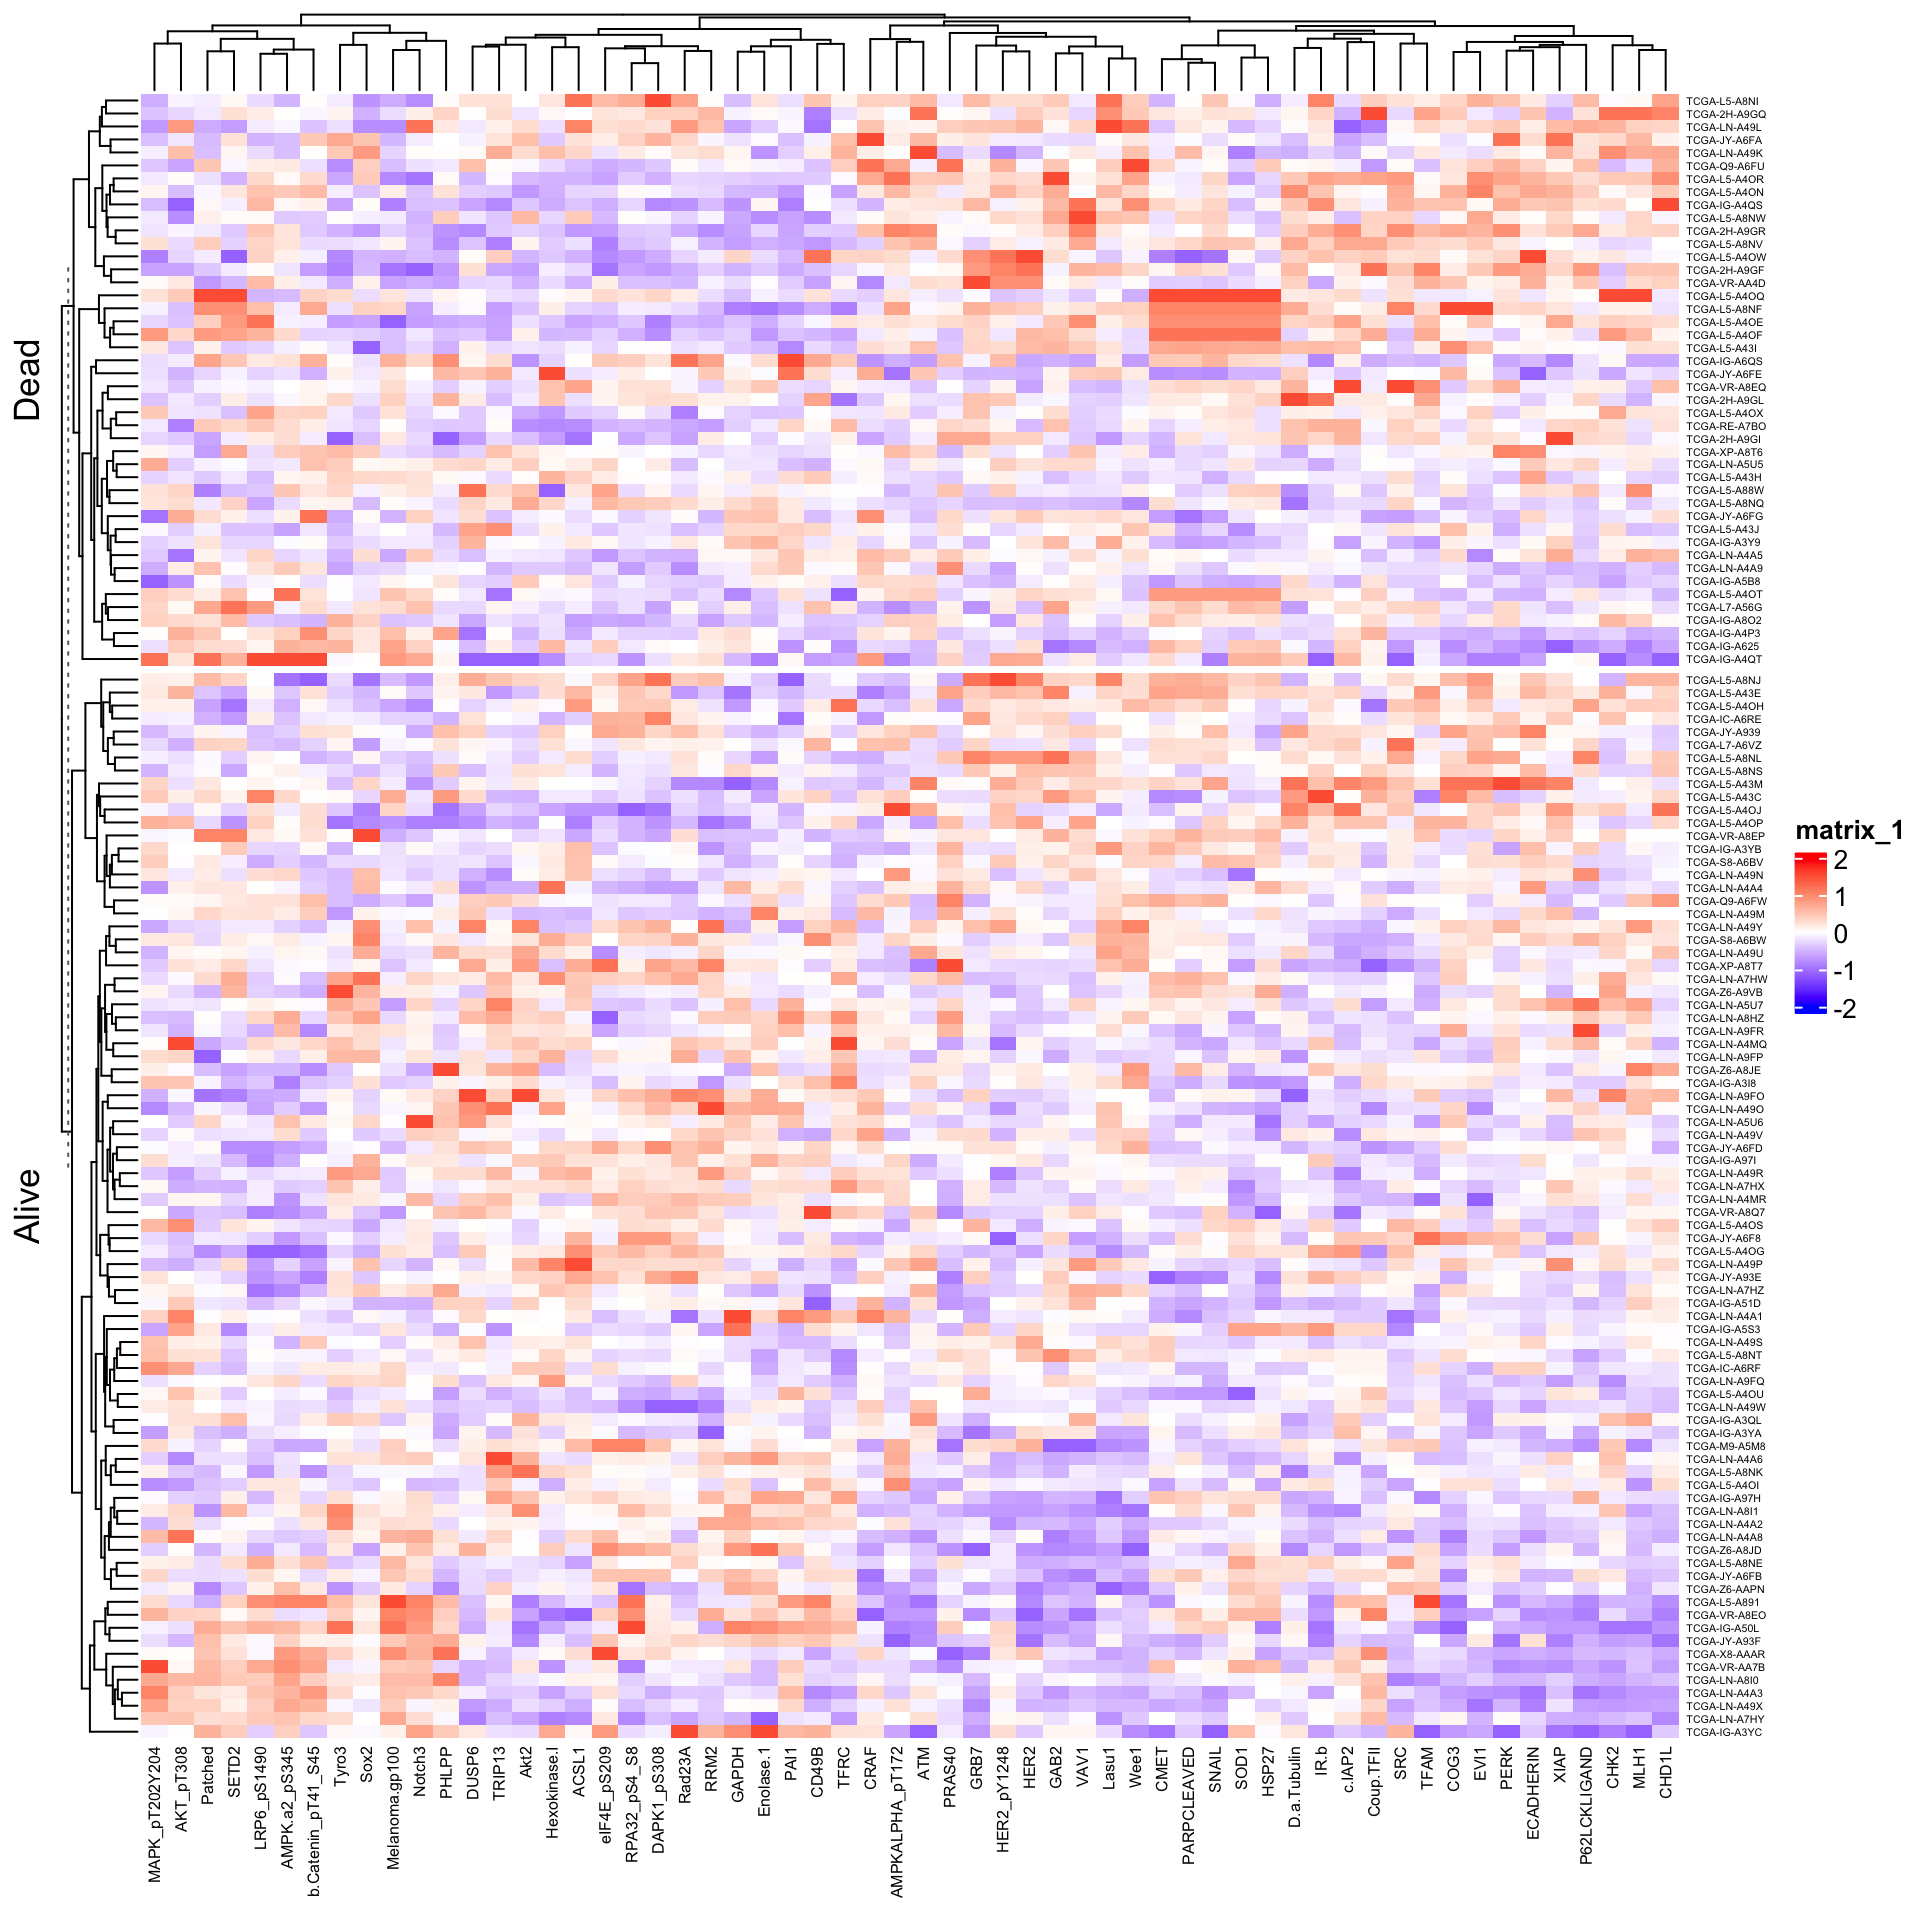 Dead
Alive
TCGA-L5-A8NI
TCGA-2H-A9GQ
TCGA-LN-A49L
TCGA-JY-A6FA
TCGA-LN-A49K
TCGA-Q9-A6FU
TCGA-L5-A4OR
TCGA-L5-A4ON
TCGA-IG-A4QS
TCGA-L5-A8NW
TCGA-2H-A9GR
TCGA-L5-A8NV
TCGA-L5-A4OW
TCGA-2H-A9GF
TCGA-VR-AA4D
TCGA-L5-A4OQ
TCGA-L5-A8NF
TCGA-L5-A4OE
TCGA-L5-A4OF
TCGA-L5-A43I
TCGA-IG-A6QS
TCGA-JY-A6FE
TCGA-VR-A8EQ
TCGA-2H-A9GL
TCGA-L5-A4OX
TCGA-RE-A7BO
TCGA-2H-A9GI
TCGA-XP-A8T6
TCGA-LN-A5U5
TCGA-L5-A43H
TCGA-L5-A88W
TCGA-L5-A8NQ
TCGA-JY-A6FG
TCGA-L5-A43J
TCGA-IG-A3Y9
TCGA-LN-A4A5
TCGA-LN-A4A9
TCGA-IG-A5B8
TCGA-L5-A4OT
TCGA-L7-A56G
TCGA-IG-A8O2
TCGA-IG-A4P3
TCGA-IG-A625
TCGA-IG-A4QT
TCGA-L5-A8NJ
TCGA-L5-A43E
TCGA-L5-A4OH
TCGA-IC-A6RE
TCGA-JY-A939
TCGA-L7-A6VZ
TCGA-L5-A8NL
TCGA-L5-A8NS
TCGA-L5-A43M
TCGA-L5-A43C
TCGA-L5-A4OJ
TCGA-L5-A4OP
TCGA-VR-A8EP
TCGA-IG-A3YB
TCGA-S8-A6BV
TCGA-LN-A49N
TCGA-LN-A4A4
TCGA-Q9-A6FW
TCGA-LN-A49M
TCGA-LN-A49Y
TCGA-S8-A6BW
TCGA-LN-A49U
TCGA-XP-A8T7
TCGA-LN-A7HW
TCGA-Z6-A9VB
TCGA-LN-A5U7
TCGA-LN-A8HZ
TCGA-LN-A9FR
TCGA-LN-A4MQ
TCGA-LN-A9FP
TCGA-Z6-A8JE
TCGA-IG-A3I8
TCGA-LN-A9FO
TCGA-LN-A49O
TCGA-LN-A5U6
TCGA-LN-A49V
TCGA-JY-A6FD
TCGA-IG-A97I
TCGA-LN-A49R
TCGA-LN-A7HX
TCGA-LN-A4MR
TCGA-VR-A8Q7
TCGA-L5-A4OS
TCGA-JY-A6F8
TCGA-L5-A4OG
TCGA-LN-A49P
TCGA-JY-A93E
TCGA-LN-A7HZ
TCGA-IG-A51D
TCGA-LN-A4A1
TCGA-IG-A5S3
TCGA-LN-A49S
TCGA-L5-A8NT
TCGA-IC-A6RF
TCGA-LN-A9FQ
TCGA-L5-A4OU
TCGA-LN-A49W
TCGA-IG-A3QL
TCGA-IG-A3YA
TCGA-M9-A5M8
TCGA-LN-A4A6
TCGA-L5-A8NK
TCGA-L5-A4OI
TCGA-IG-A97H
TCGA-LN-A8I1
TCGA-LN-A4A2
TCGA-LN-A4A8
TCGA-Z6-A8JD
TCGA-L5-A8NE
TCGA-JY-A6FB
TCGA-Z6-AAPN
TCGA-L5-A891
TCGA-VR-A8EO
TCGA-IG-A50L
TCGA-JY-A93F
TCGA-X8-AAAR
TCGA-VR-AA7B
TCGA-LN-A8I0
TCGA-LN-A4A3
TCGA-LN-A49X
TCGA-LN-A7HY
TCGA-IG-A3YC
MAPK_pT202Y204
AKT_pT308
Patched
SETD2
LRP6_pS1490
AMPK.a2_pS345
b.Catenin_pT41_S45
Tyro3
Sox2
Melanoma.gp100
Notch3
PHLPP
DUSP6
TRIP13
Akt2
Hexokinase.I
ACSL1
eIF4E_pS209
RPA32_pS4_S8
DAPK1_pS308
Rad23A
RRM2
GAPDH
Enolase.1
PAI1
CD49B
TFRC
CRAF
AMPKALPHA_pT172
ATM
PRAS40
GRB7
HER2_pY1248
HER2
GAB2
VAV1
Lasu1
Wee1
CMET
PARPCLEAVED
SNAIL
SOD1
HSP27
D.a.Tubulin
IR.b
c.IAP2
Coup.TFII
SRC
TFAM
COG3
EVI1
PERK
ECADHERIN
XIAP
P62LCKLIGAND
CHK2
MLH1
CHD1L
matrix_1
2
1
0
-1
-2